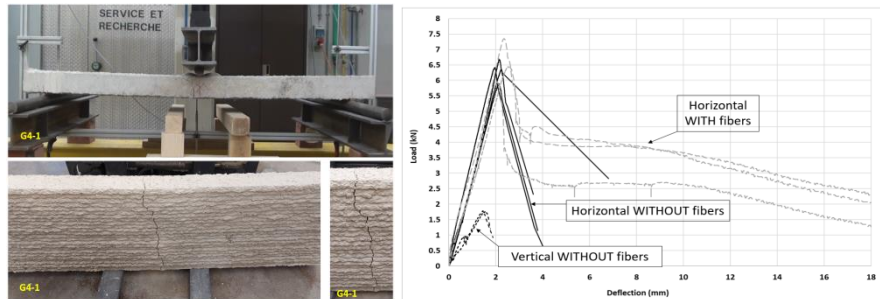 SERVICE ET
RECHERCHE
G4-1
G4-1
G4-1
Load (kN)
8
7.5
7
6.5
6
5.5
5
4.5
4
3.5
3
2.5
2
1.5
1
0.5
0
Horizontal
WITH fibers
Horizontal WITHOUT fibers
Vertical WITHOUT fibers
0
2
4
6
8
10
12
14
16
18
Deflection (mm)